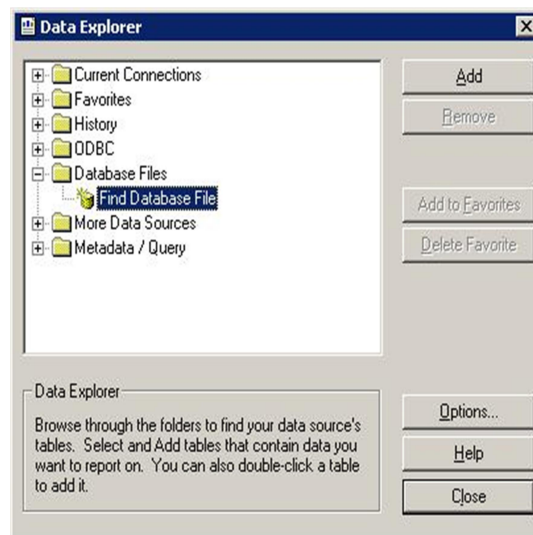 Data Explorer
Current Connections
Favorites
History
ODBC
Database Files
Find Database File
More Data Sources
Metadata / Query
Add
Remove
Add to Favorites
Delete Favorite
Data Explorer
Browse through the folders to find your data source's
tables. Select and Add tables that contain data you
want to report on. You can also double-click a table
to add it.
Options...
Help
Close